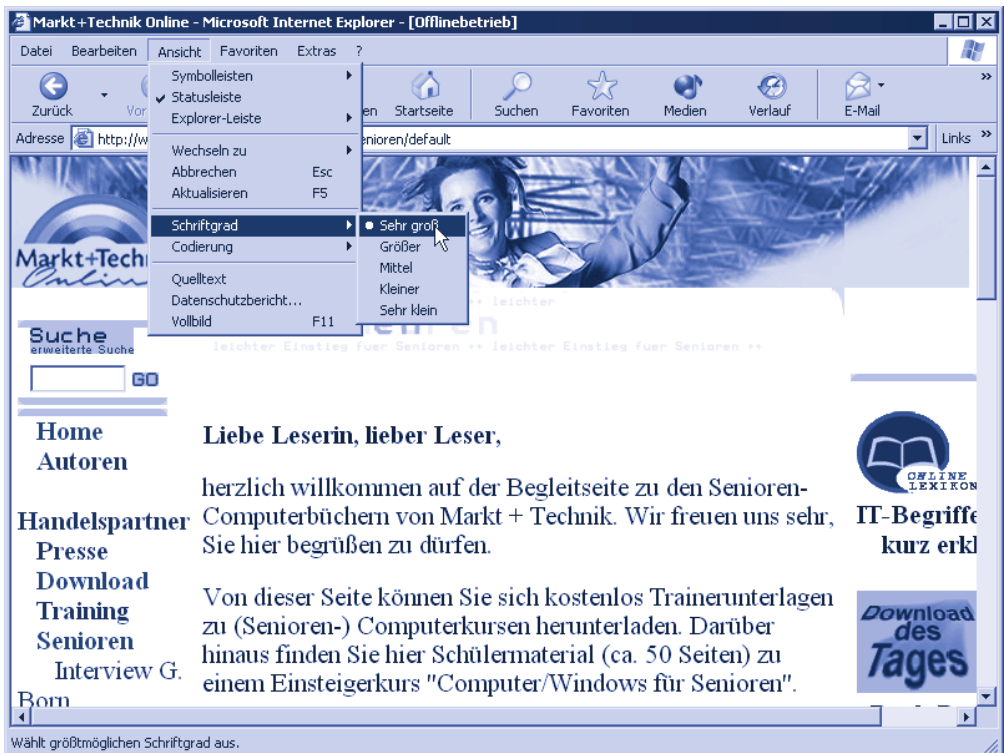 Markt+Technik Online - Microsoft Internet Explorer - [Offlinebetrieb]
Datei Bearbeiten Ansicht Favoriten Extras ?
Zurück Vor en Startseite Suchen Favoriten Medien Verlauf E-Mail »
Adresse http://w enioren/default Links »
Symbolleisten
Statusleiste
Explorer-Leiste
Wechseln zu
Abbrechen Esc
Aktualisieren F5
Schriftgrad
Codierung
Quelltext
Datenschutzbericht...
Vollbild F11
Sehr groß
Größer
Mittel
Kleiner
Sehr klein
Markt+Techni
Online
++ leichter
leichter Einstieg fuer Senioren ++ leichter Einstieg fuer Senioren ++
Suche
erweiterte Suche
GO
Home
Autoren
Handelspartner
Presse
Download
Training
Senioren
Interview G.
Born
Liebe Leserin, lieber Leser,
herzlich willkommen auf der Begleitseite zu den Senioren-
Computerbüchern von Markt + Technik. Wir freuen uns sehr,
Sie hier begrüßen zu dürfen.
Von dieser Seite können Sie sich kostenlos Trainerunterlagen
zu (Senioren-) Computerkursen herunterladen. Darüber
hinaus finden Sie hier Schülermaterial (ca. 50 Seiten) zu
einem Einsteigerkurs "Computer/Windows für Senioren".
ONLINE
LEXIKON
IT-Begriffe
kurz erkl
Download
des
Tages
Wählt größtmöglichen Schriftgrad aus.